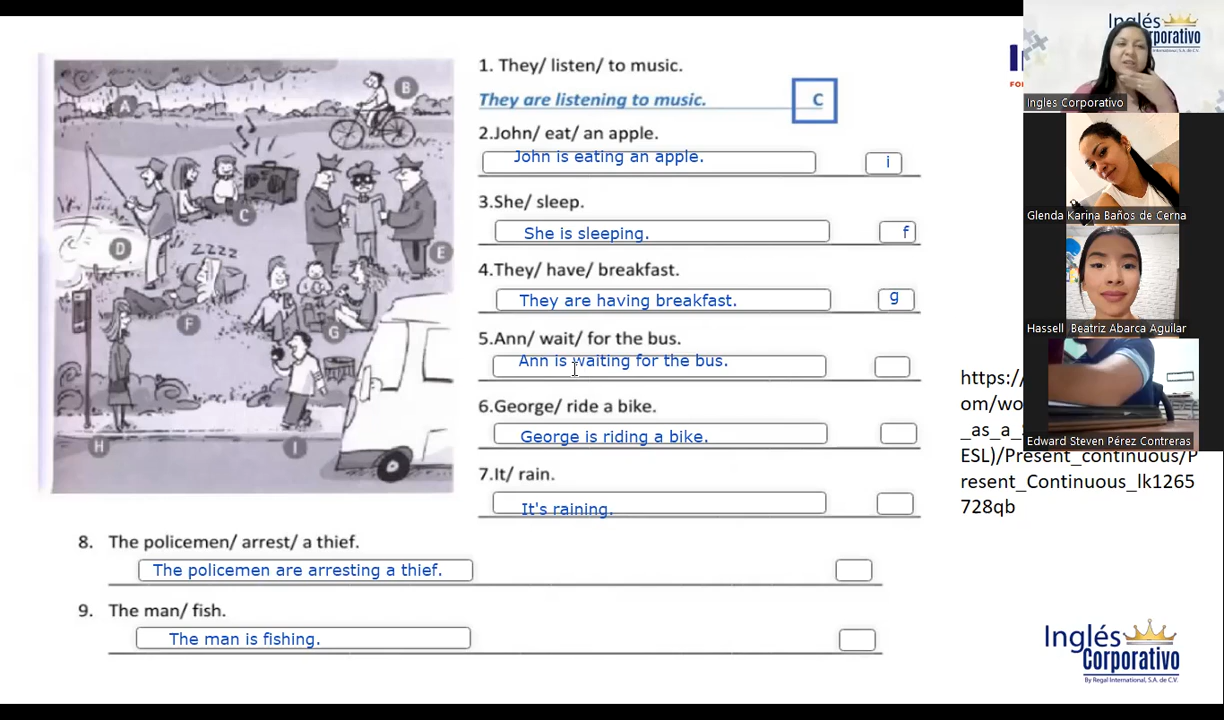 1. They/ listen/ to music.
They are listening to music.
C
2.John/ eat/ an apple.
John is eating an apple.
i
3.She/ sleep.
She is sleeping.
f
4.They/ have/ breakfast.
They are having breakfast.
g
5.Ann/ wait/ for the bus.
Ann is waiting for the bus.
6.George/ ride a bike.
George is riding a bike.
7.It/ rain.
It's raining.
8. The policemen/ arrest/ a thief.
The policemen are arresting a thief.
9. The man/ fish.
The man is fishing.
A
B
C
D
E
ZZZZ
F
G
H
I
https:/
om/wo
_as_a_
ESL)/Present_continuous/P
resent_Continuous_lk1265
728qb
Inglés
rporativo
Ingles Corporativo
Glenda Karina Baños de Cerna
Hassell Beatriz Abarca Aguilar
Edward Steven Pérez Contreras
Inglés
Corporativo
By Regal International, S.A. de C.V.